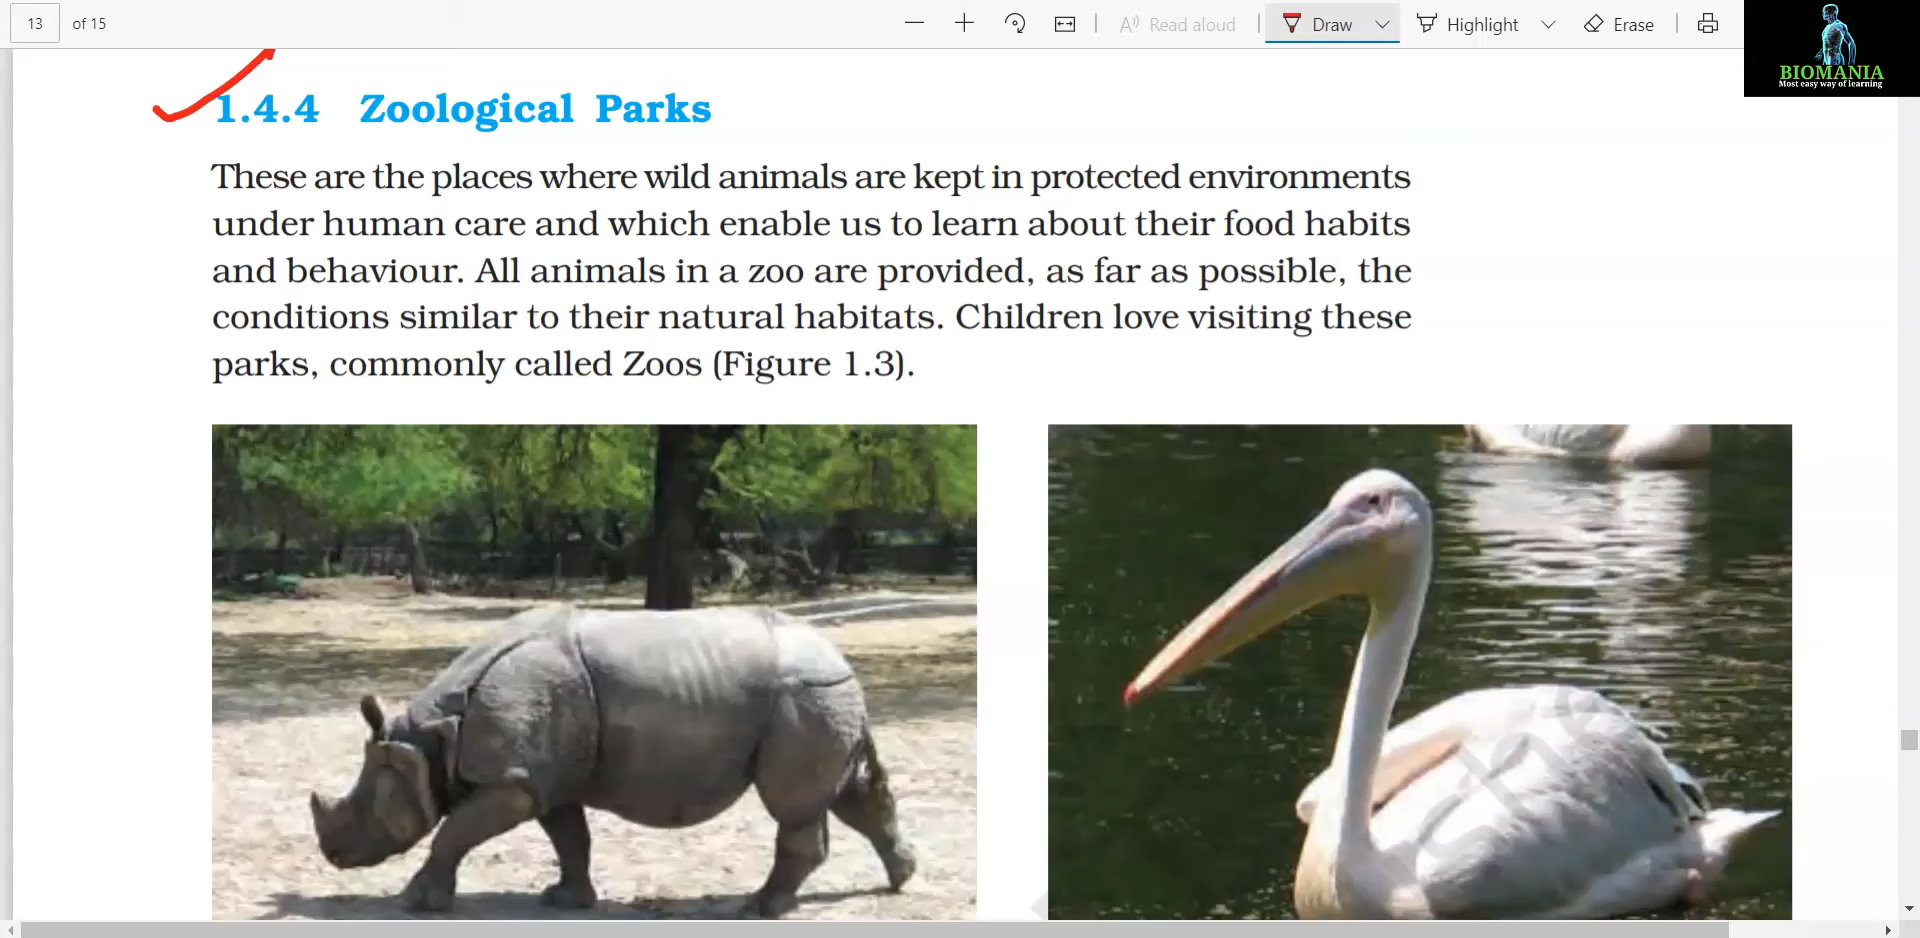 13 of 15 Read aloud Draw Highlight Erase
BIOMANIA
Most easy way of learning
1.4.4 Zoological Parks
These are the places where wild animals are kept in protected environments
under human care and which enable us to learn about their food habits
and behaviour. All animals in a zoo are provided, as far as possible, the
conditions similar to their natural habitats. Children love visiting these
parks, commonly called Zoos (Figure 1.3).